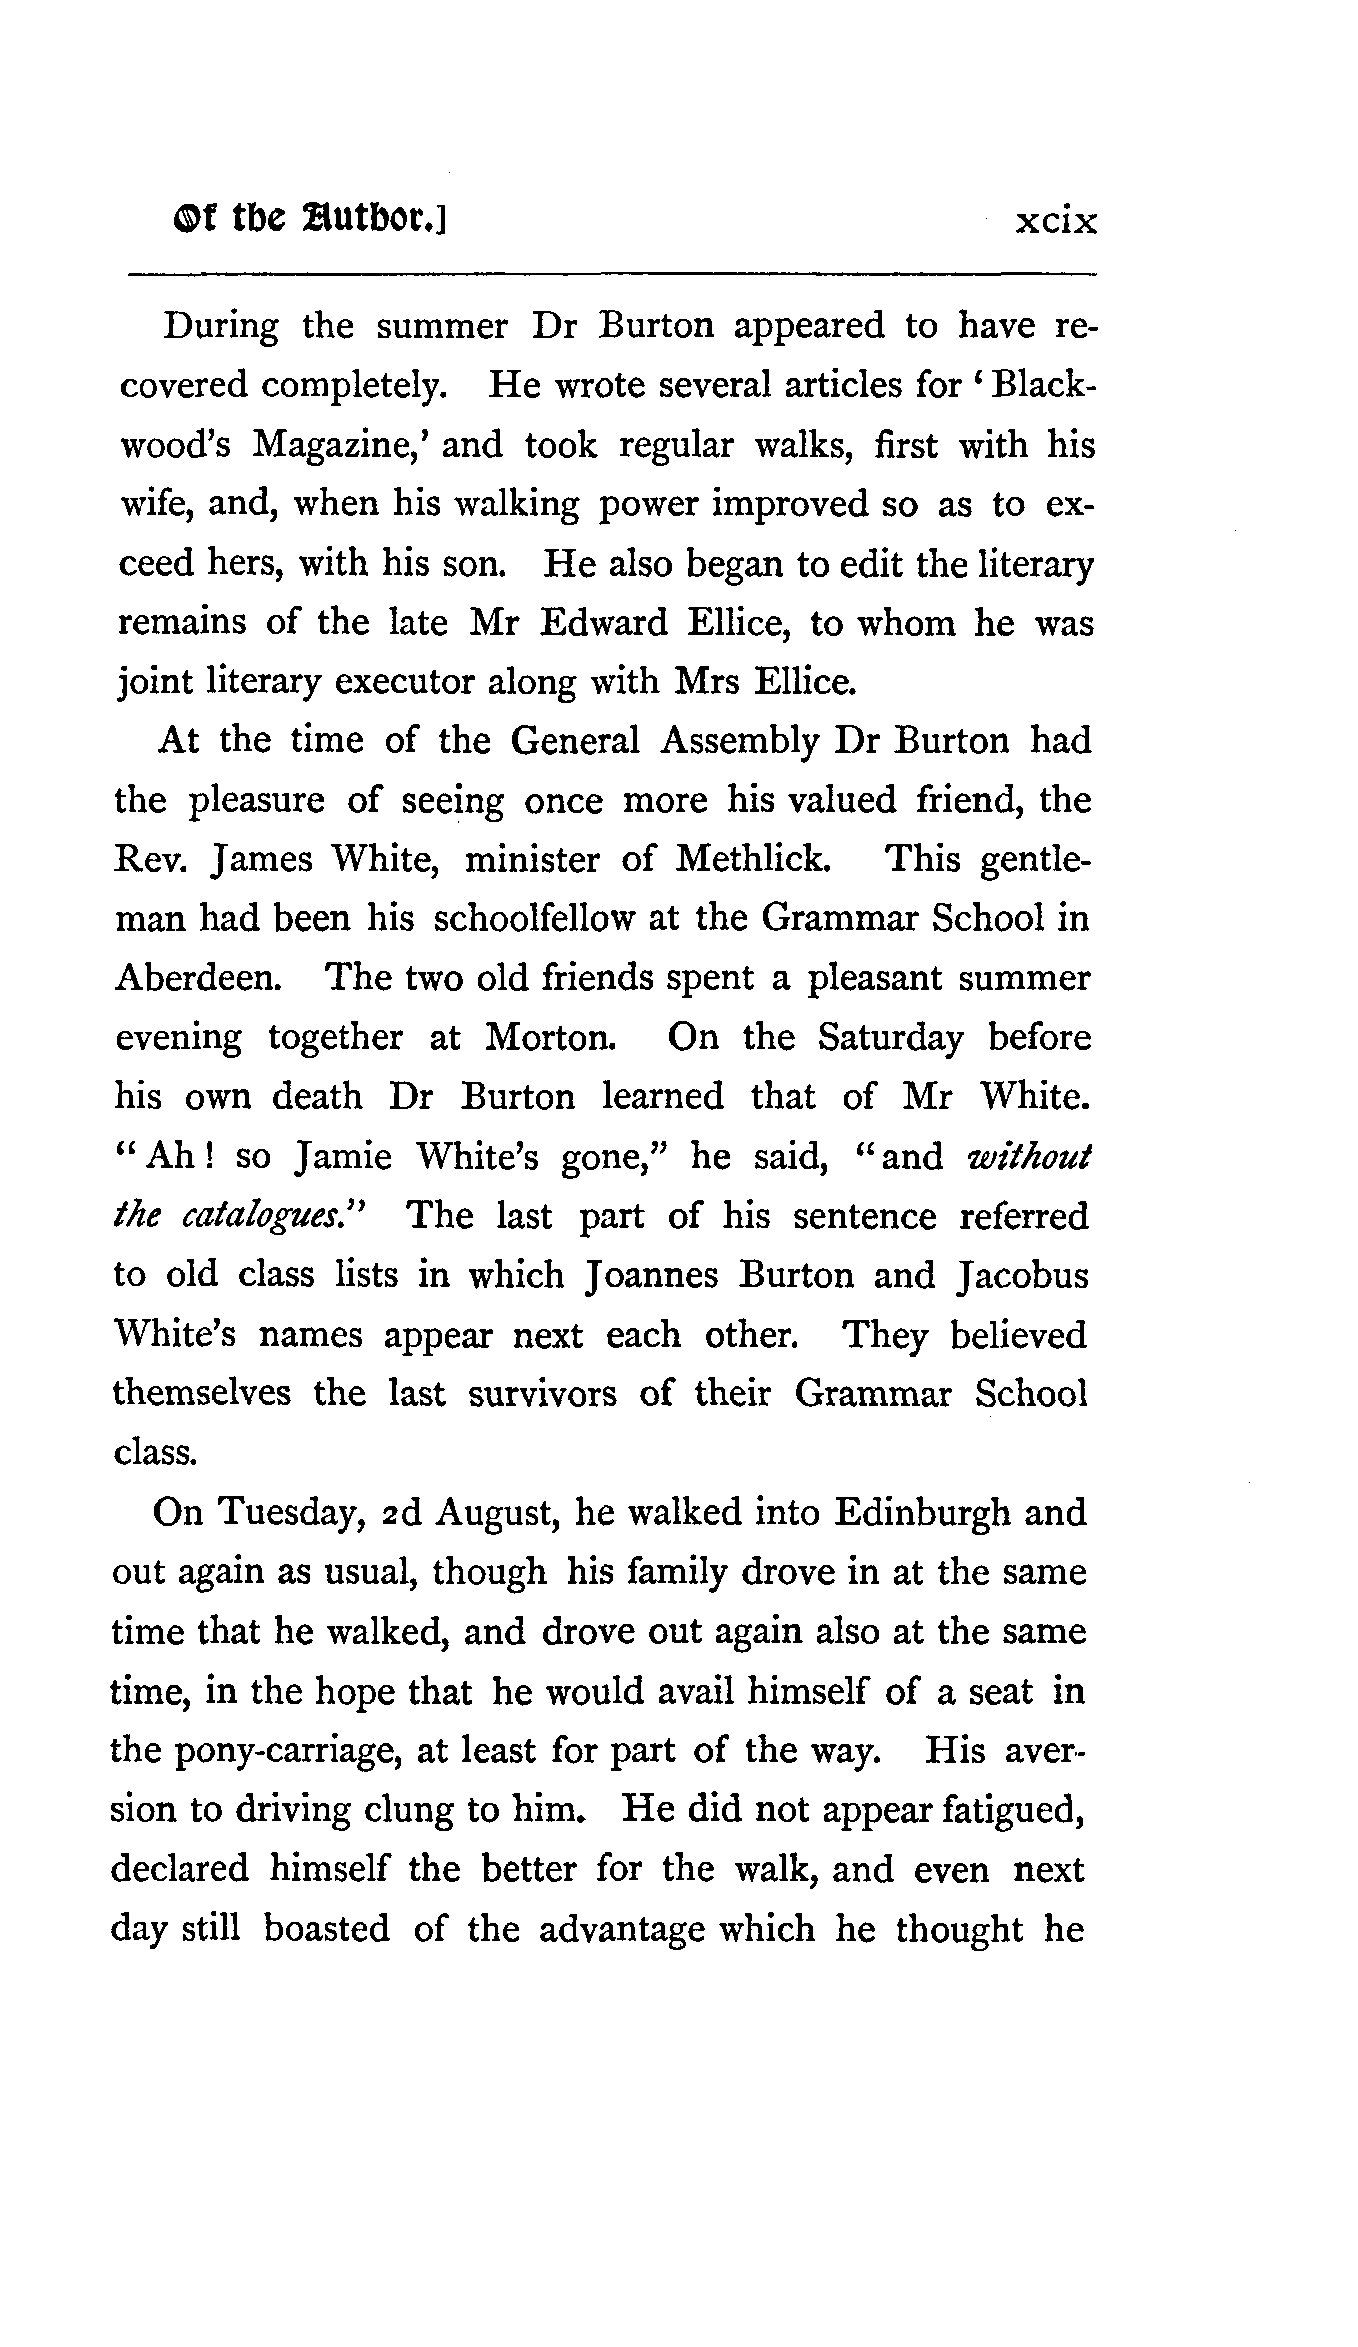 Of the Author.] xcix
During the summer Dr Burton appeared to have re-
covered completely. He wrote several articles for ‘Black-
wood’s Magazine,’ and took regular walks, first with his
wife, and, when his walking power improved so as to ex-
ceed hers, with his son. He also began to edit the literary
remains of the late Mr Edward Ellice, to whom he was
joint literary executor along with Mrs Ellice.
At the time of the General Assembly Dr Burton had
the pleasure of seeing once more his valued friend, the
Rev. James White, minister of Methlick. This gentle-
man had been his schoolfellow at the Grammar School in
Aberdeen. The two old friends spent a pleasant summer
evening together at Morton. On the Saturday before
his own death Dr Burton learned that of Mr White.
“Ah! so Jamie White’s gone,” he said, “and without
the catalogues.” The last part of his sentence referred
to old class lists in which Joannes Burton and Jacobus
White’s names appear next each other. They believed
themselves the last survivors of their Grammar School
class.
On Tuesday, 2d August, he walked into Edinburgh and
out again as usual, though his family drove in at the same
time that he walked, and drove out again also at the same
time, in the hope that he would avail himself of a seat in
the pony-carriage, at least for part of the way. His aver-
sion to driving clung to him. He did not appear fatigued,
declared himself the better for the walk, and even next
day still boasted of the advantage which he thought he